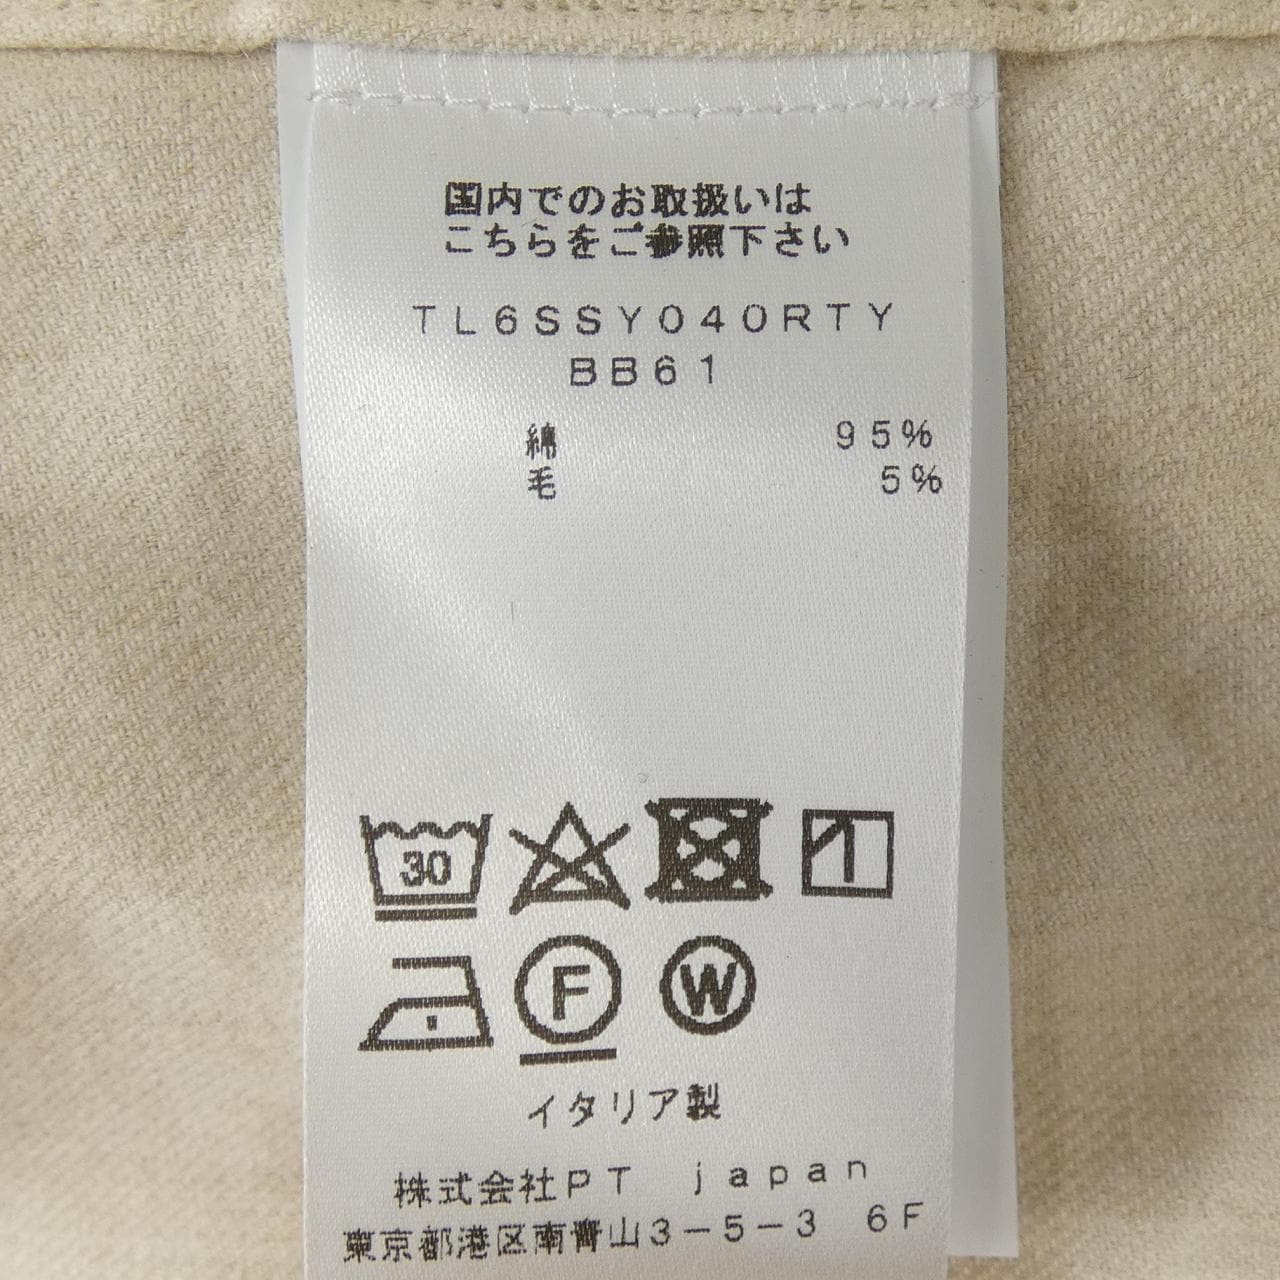 国内でのお取扱いは
こちらをご参照下さい
TL6SSY040RTY
BB61
綿 95%
毛 5%
30
F W
イタリア製
株式会社PT japan
東京都港区南青山3-5-3 6F